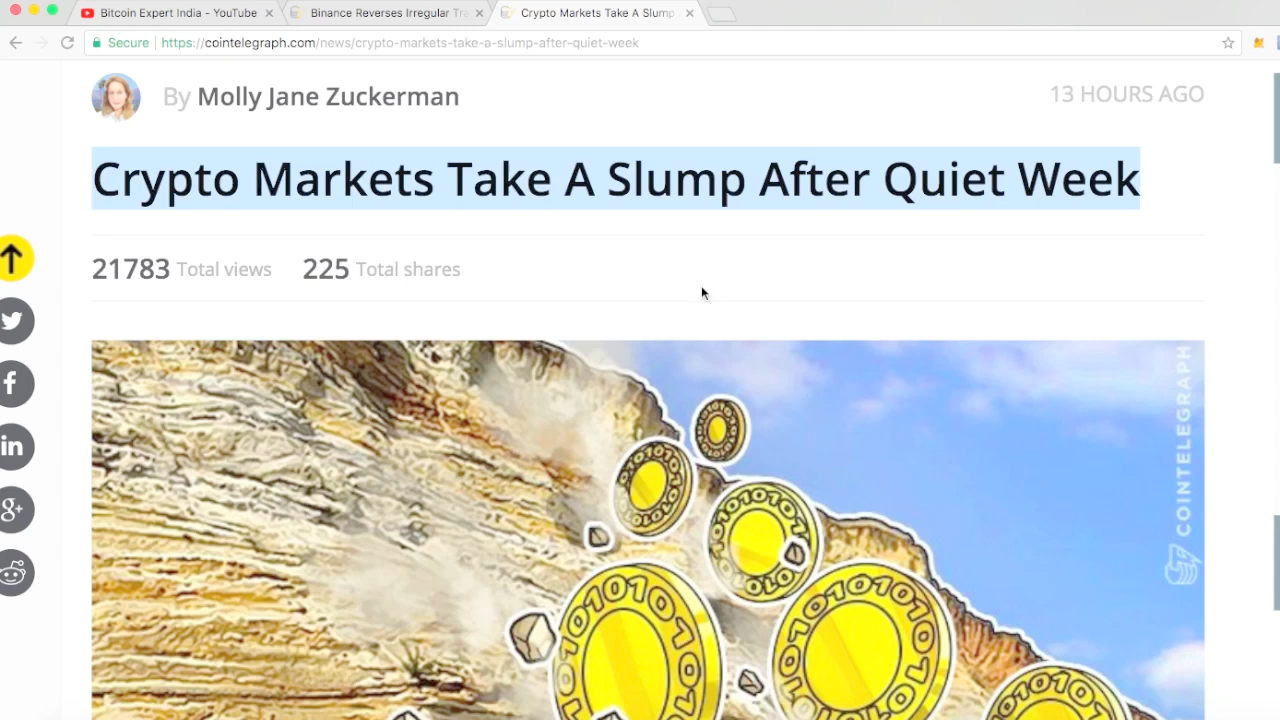 Bitcoin Expert India - YouTube
Binance Reverses Irregular Tra
Crypto Markets Take A Slump
Secure
https://cointelegraph.com/news/crypto-markets-take-a-slump-after-quiet-week
By Molly Jane Zuckerman
13 HOURS AGO
Crypto Markets Take A Slump After Quiet Week
21783 Total views 225 Total shares
f
in
g+
COINTELEGRAPH